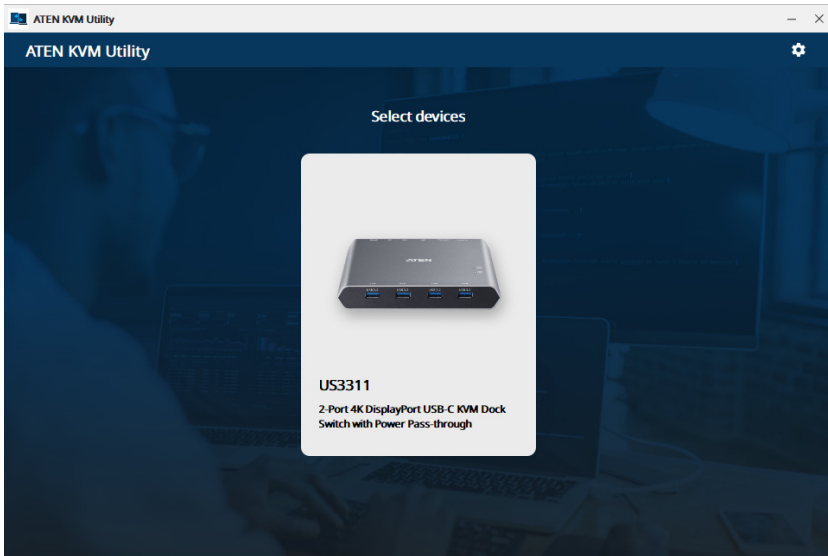 ATEN KVM Utility
ATEN KVM Utility
Select devices
ATEN
US3311
2-Port 4K DisplayPort USB-C KVM Dock
Switch with Power Pass-through